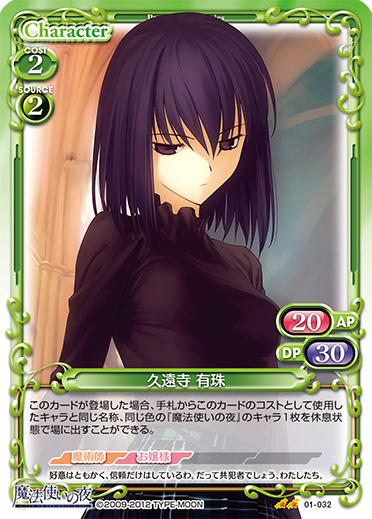 Character
COST
2
SOURCE
2
20 AP
DP 30
久遠寺 有珠
このカードが登場した場合、手札からこのカードのコストとして使用し
たキャラと同じ名称、同じ色の「魔法使いの夜」のキャラ1枚を休息状
態で場に出すことができる。
魔術師 お嬢様
好意はともかく、信頼だけはしているわ、だって共犯者でしょう、わたしたち。
魔法使いの夜
©2009-2012 TYPE-MOON
01-032